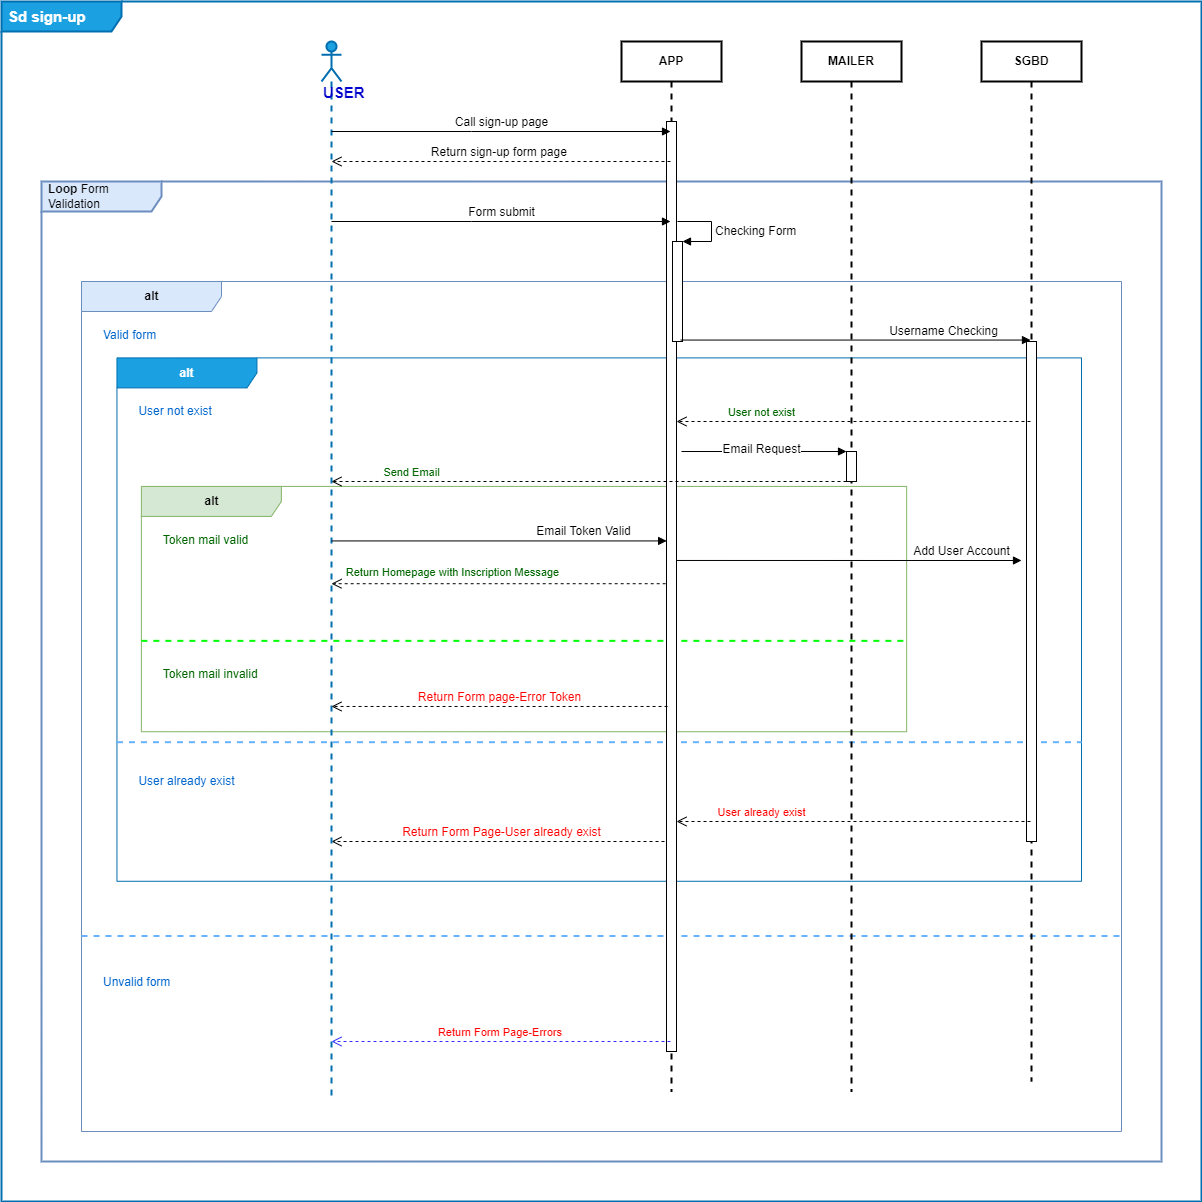 Sd sign-up
USER
APP
MAILER
SGBD
Call sign-up page
Return sign-up form page
Loop Form
Validation
Form submit
Checking Form
alt
Valid form
Username Checking
alt
User not exist
User not exist
Email Request
Send Email
alt
Token mail valid
Email Token Valid
Add User Account
Return Homepage with Inscription Message
Token mail invalid
Return Form page-Error Token
User already exist
User already exist
Return Form Page-User already exist
Unvalid form
Return Form Page-Errors